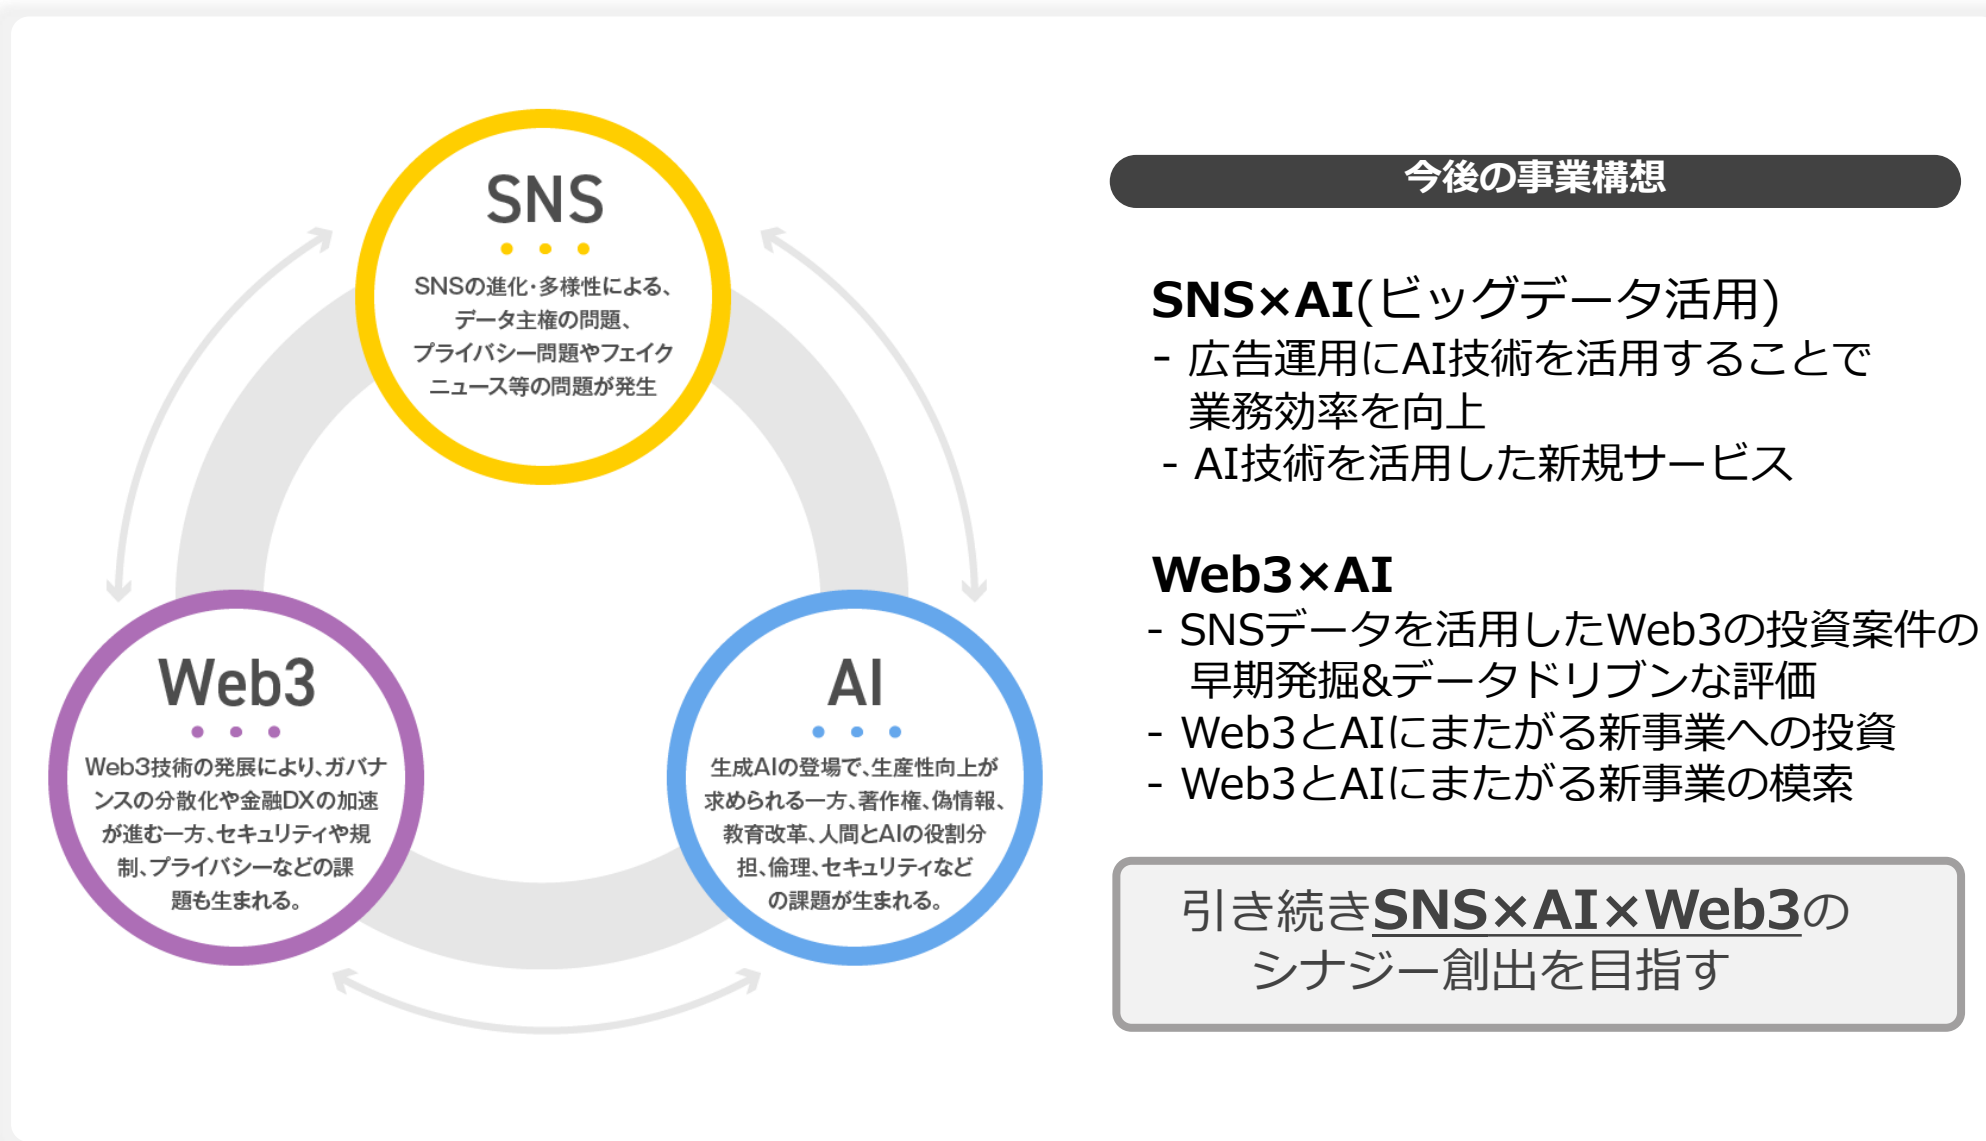 SNS
SNSの進化・多様性による、
データ主権の問題、
プライバシー問題やフェイク
ニュース等の問題が発生
Web3
Web3技術の発展により、ガバナ
ンスの分散化や金融DXの加速
が進む一方、セキュリティや規
制、プライバシーなどの課
題も生まれる。
AI
生成AIの登場で、生産性向上が
求められる一方、著作権、偽情報、
教育改革、人間とAIの役割分
担、倫理、セキュリティなど
の課題が生まれる。
今後の事業構想
SNS×AI(ビッグデータ活用)
- 広告運用にAI技術を活用することで
業務効率を向上
- AI技術を活用した新規サービス
Web3×AI
- SNSデータを活用したWeb3の投資案件の
早期発掘&データドリブンな評価
- Web3とAIにまたがる新事業への投資
- Web3とAIにまたがる新事業の模索
引き続きSNS×AI×Web3の
シナジー創出を目指す